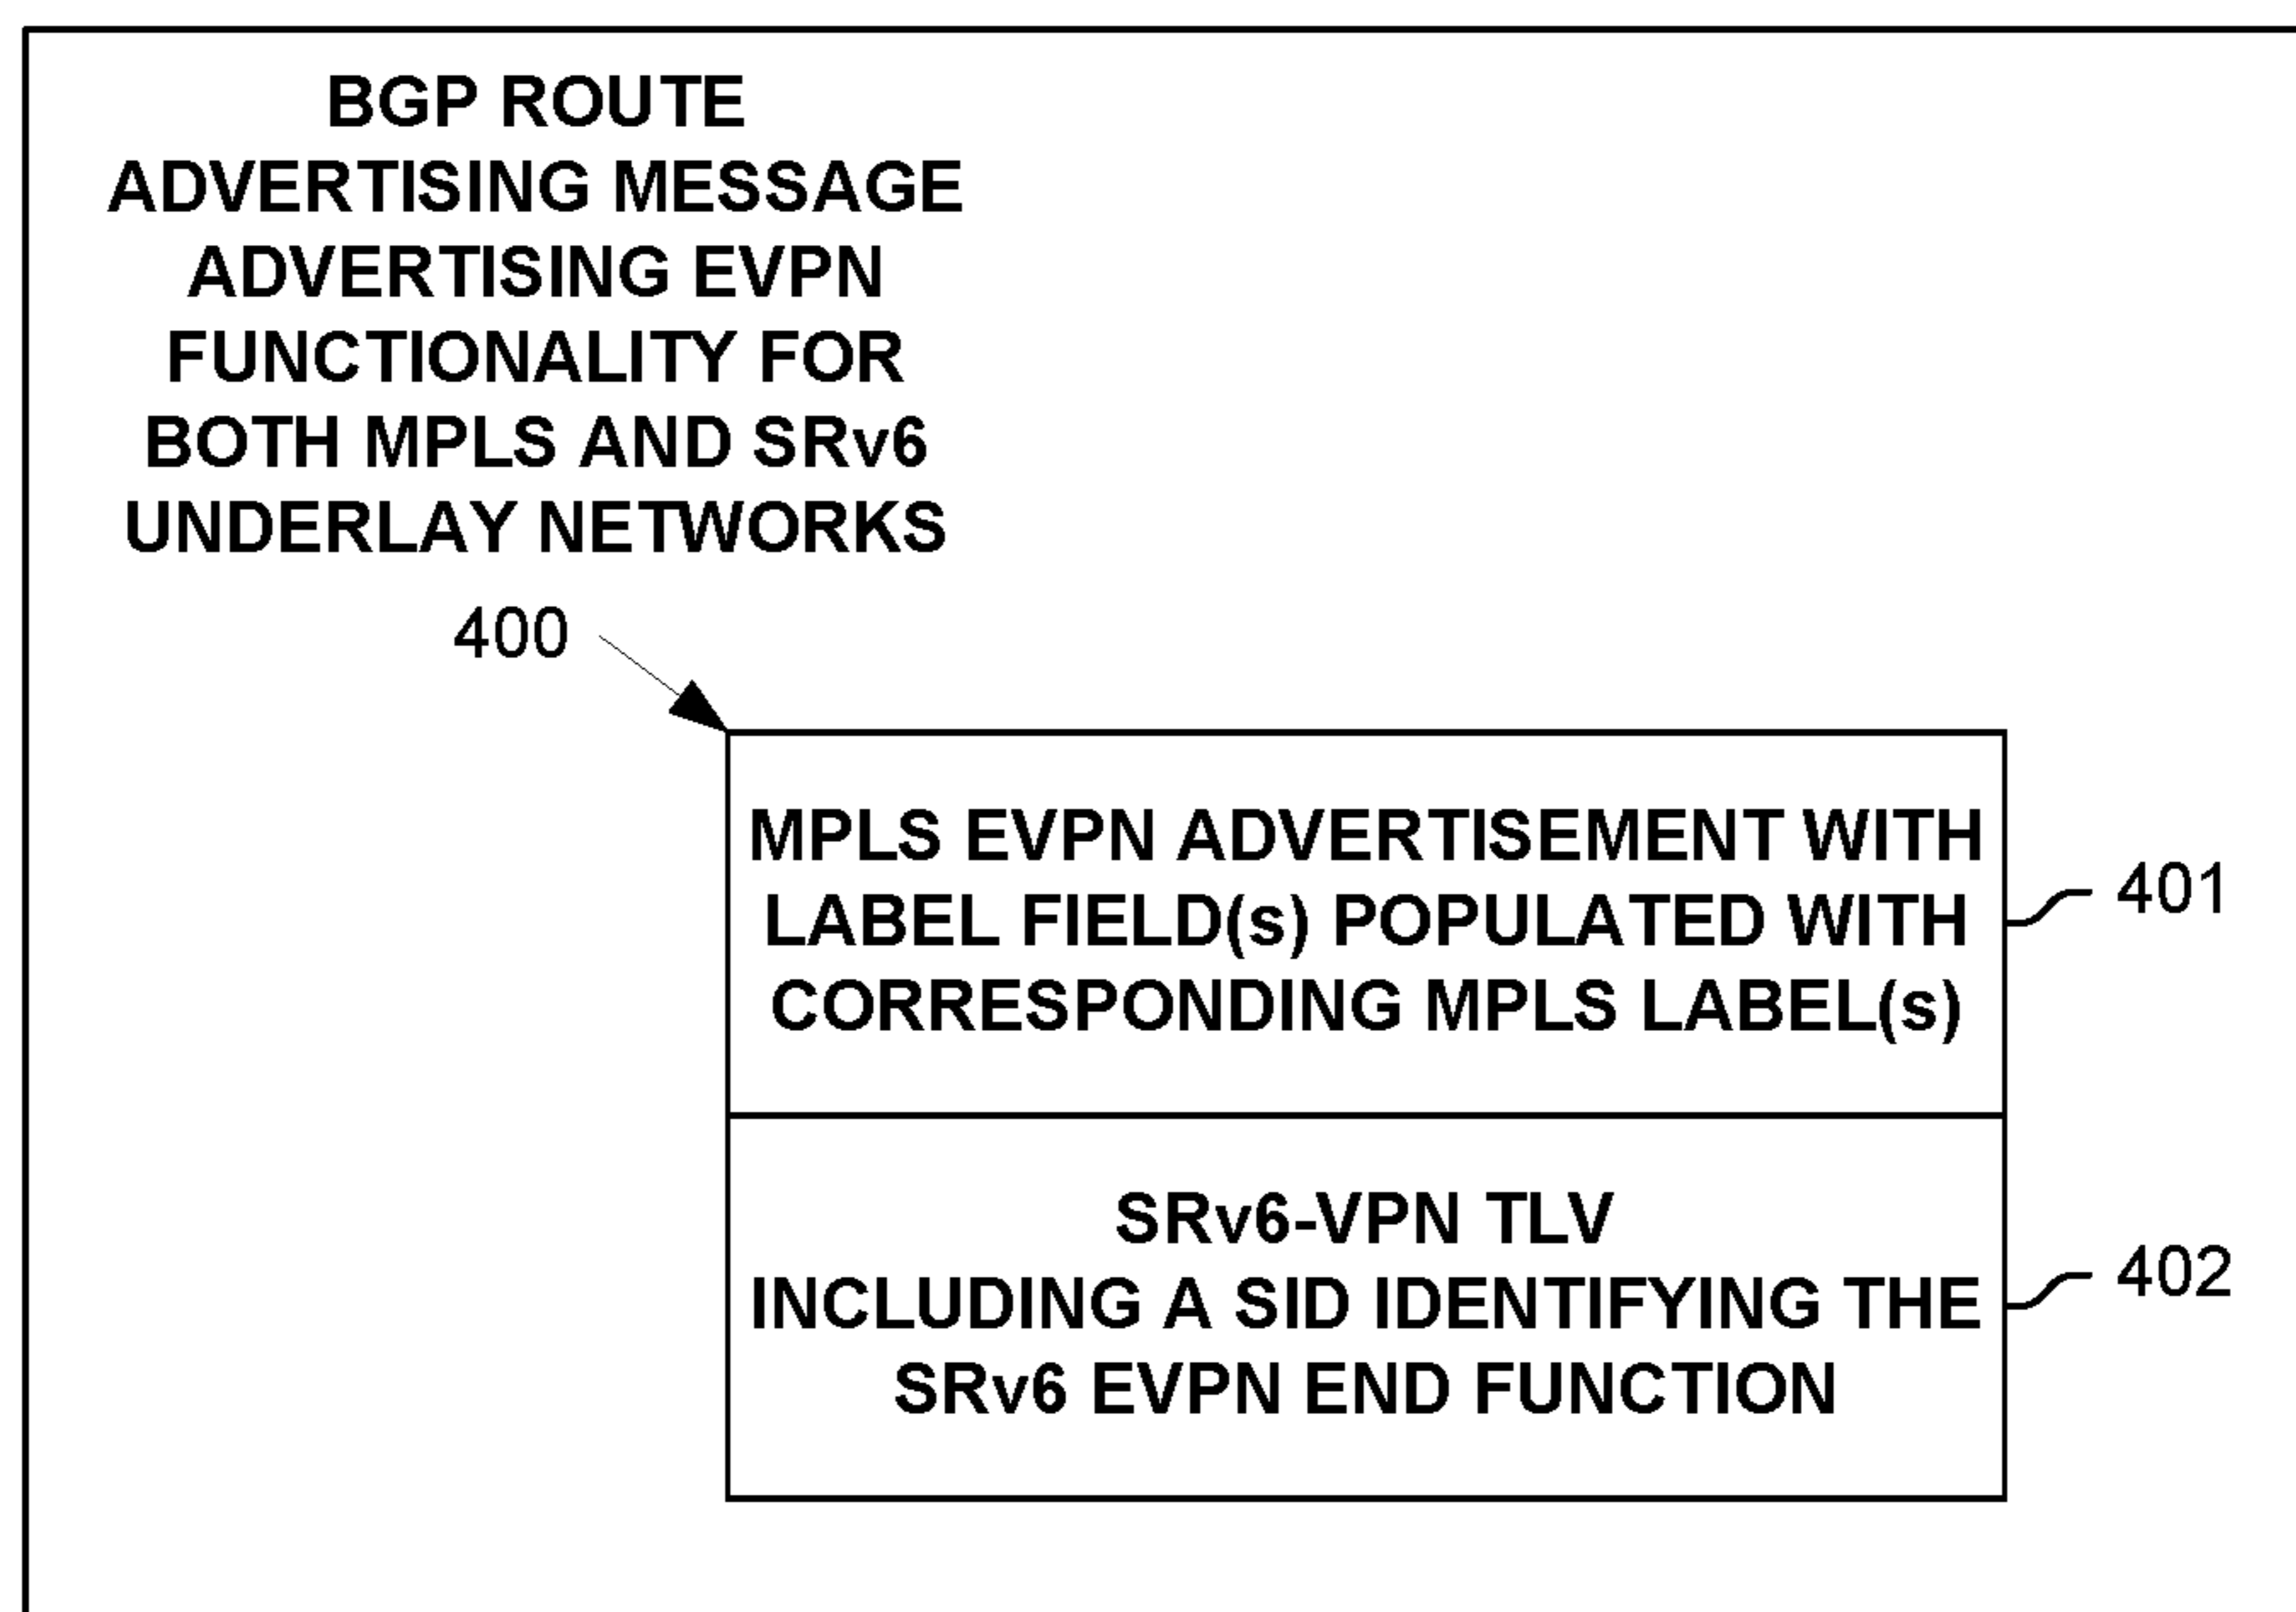 BGP ROUTE
ADVERTISING MESSAGE
ADVERTISING EVPN
FUNCTIONALITY FOR
BOTH MPLS AND SRv6
UNDERLAY NETWORKS
400
MPLS EVPN ADVERTISEMENT WITH
LABEL FIELD(s) POPULATED WITH
CORRESPONDING MPLS LABEL(s)
401
SRv6-VPN TLV
INCLUDING A SID IDENTIFYING THE
SRv6 EVPN END FUNCTION
402